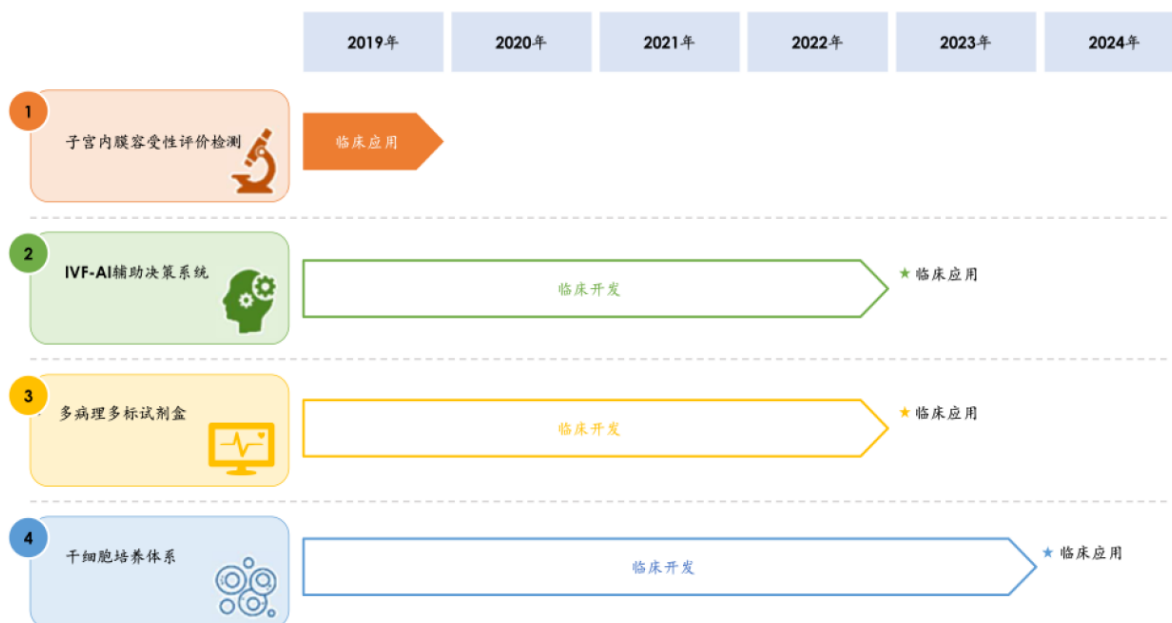 2019年 2020年 2021年 2022年 2023年 2024年
1
子宫内膜容受性评价检测
临床应用
2
IVF-AI辅助决策系统
临床开发
★临床应用
3
多病理多标试剂盒
临床开发
★临床应用
4
干细胞培养体系
临床开发
★临床应用